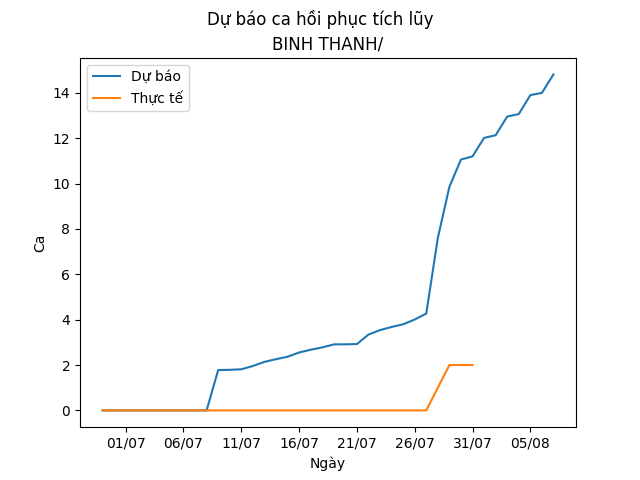 Dự báo ca hồi phục tích lũy
BINH THANH/
Dự báo
Thực tế
14
12
10
8
6
4
2
0
Ca
01/07 06/07 11/07 16/07 21/07 26/07 31/07 05/08
Ngày